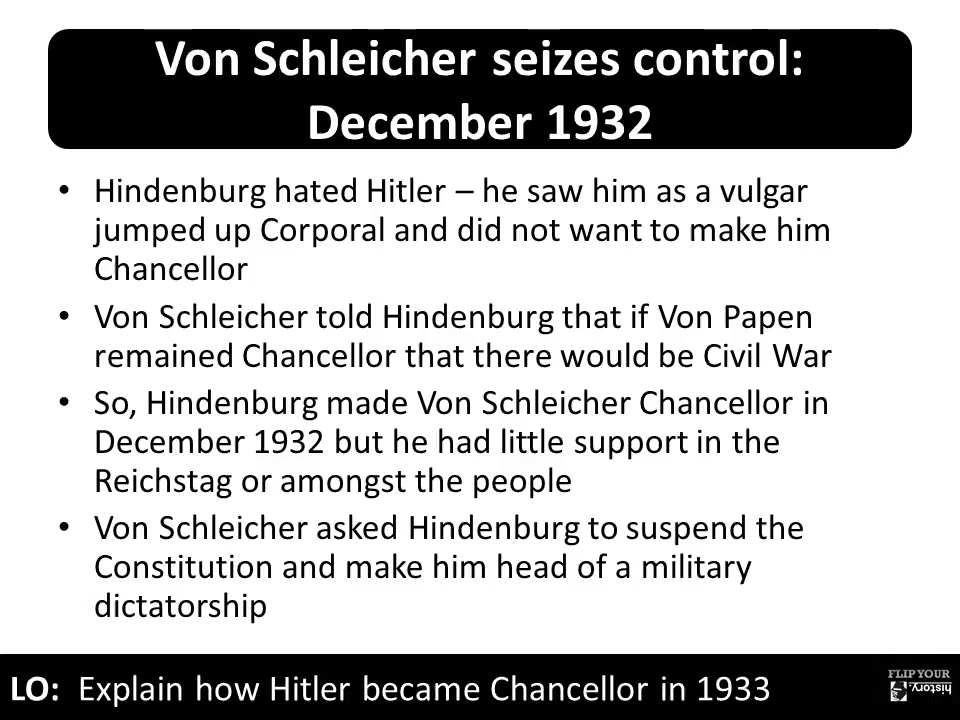 Von Schleicher seizes control:
December 1932
• Hindenburg hated Hitler – he saw him as a vulgar
jumped up Corporal and did not want to make him
Chancellor
• Von Schleicher told Hindenburg that if Von Papen
remained Chancellor that there would be Civil War
• So, Hindenburg made Von Schleicher Chancellor in
December 1932 but he had little support in the
Reichstag or amongst the people
• Von Schleicher asked Hindenburg to suspend the
Constitution and make him head of a military
dictatorship
LO: Explain how Hitler became Chancellor in 1933
FLIP YOUR
history.